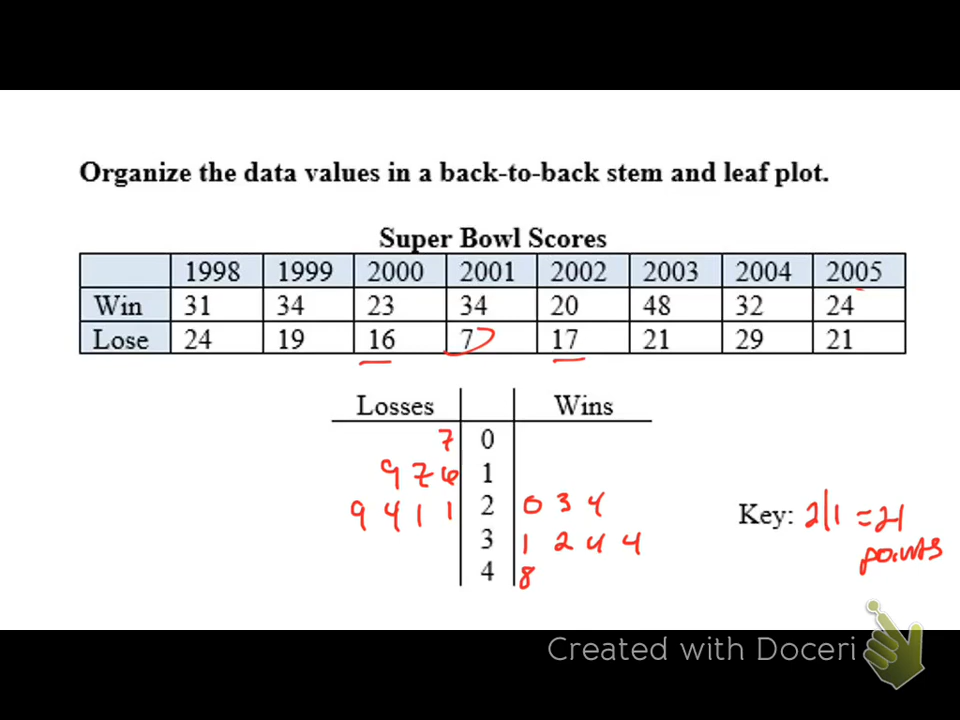 Organize the data values in a back-to-back stem and leaf plot.
Super Bowl Scores
1998 1999 2000 2001 2002 2003 2004 2005
Win 31 34 23 34 20 48 32 24
Lose 24 19 16 7 17 21 29 21
Losses Wins
7 0
9 7 6 1
9 4 1 1 2 0 3 4
3 1 2 4 4
4 8
Key: 2|1 = 21
points
Created with Doceri